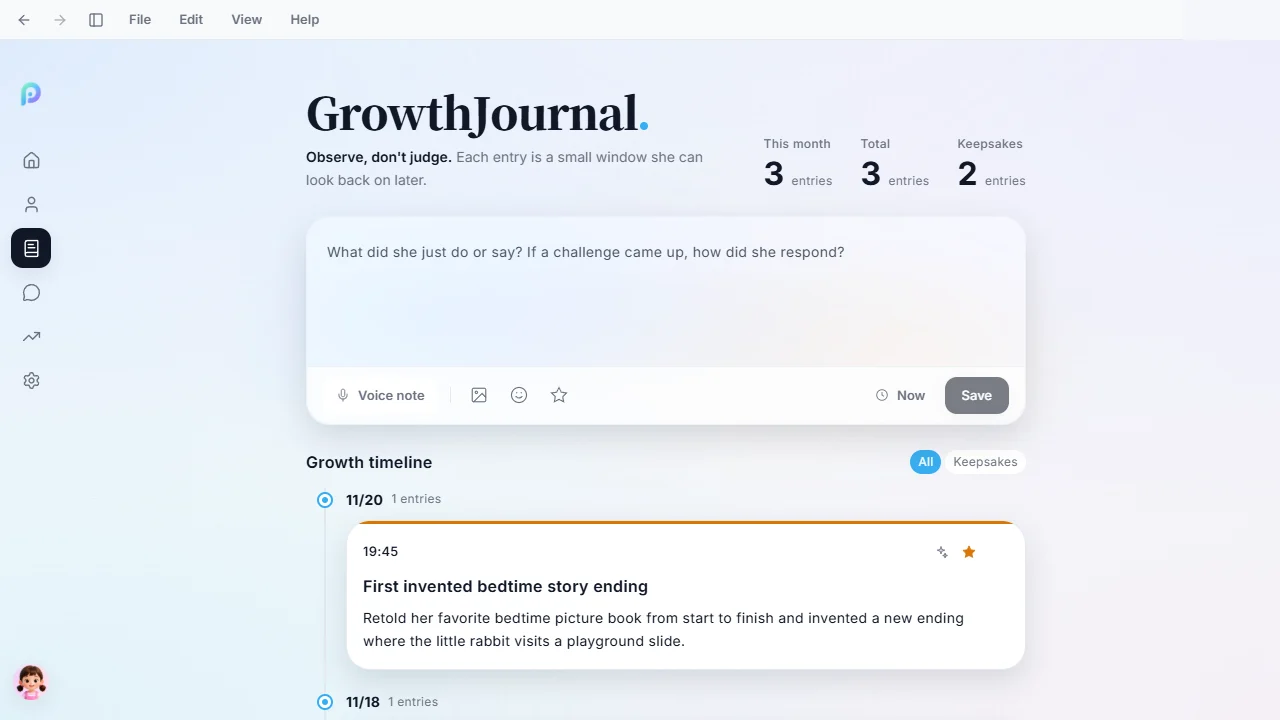 File Edit View Help
GrowthJournal.
Observe, don't judge. Each entry is a small window she can
look back on later.
This month Total Keepsakes
3 entries 3 entries 2 entries
What did she just do or say? If a challenge came up, how did she respond?
Voice note Now Save
Growth timeline All Keepsakes
11/20 1 entries
19:45
First invented bedtime story ending
Retold her favorite bedtime picture book from start to finish and invented a new ending
where the little rabbit visits a playground slide.
11/18 1 entries